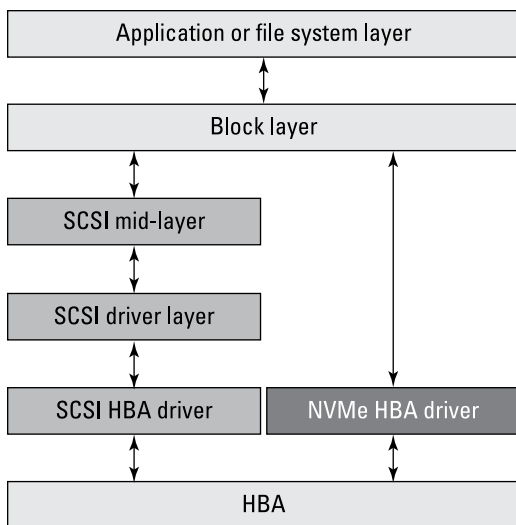 Application or file system layer
Block layer
SCSI mid-layer
SCSI driver layer
SCSI HBA driver
NVMe HBA driver
HBA